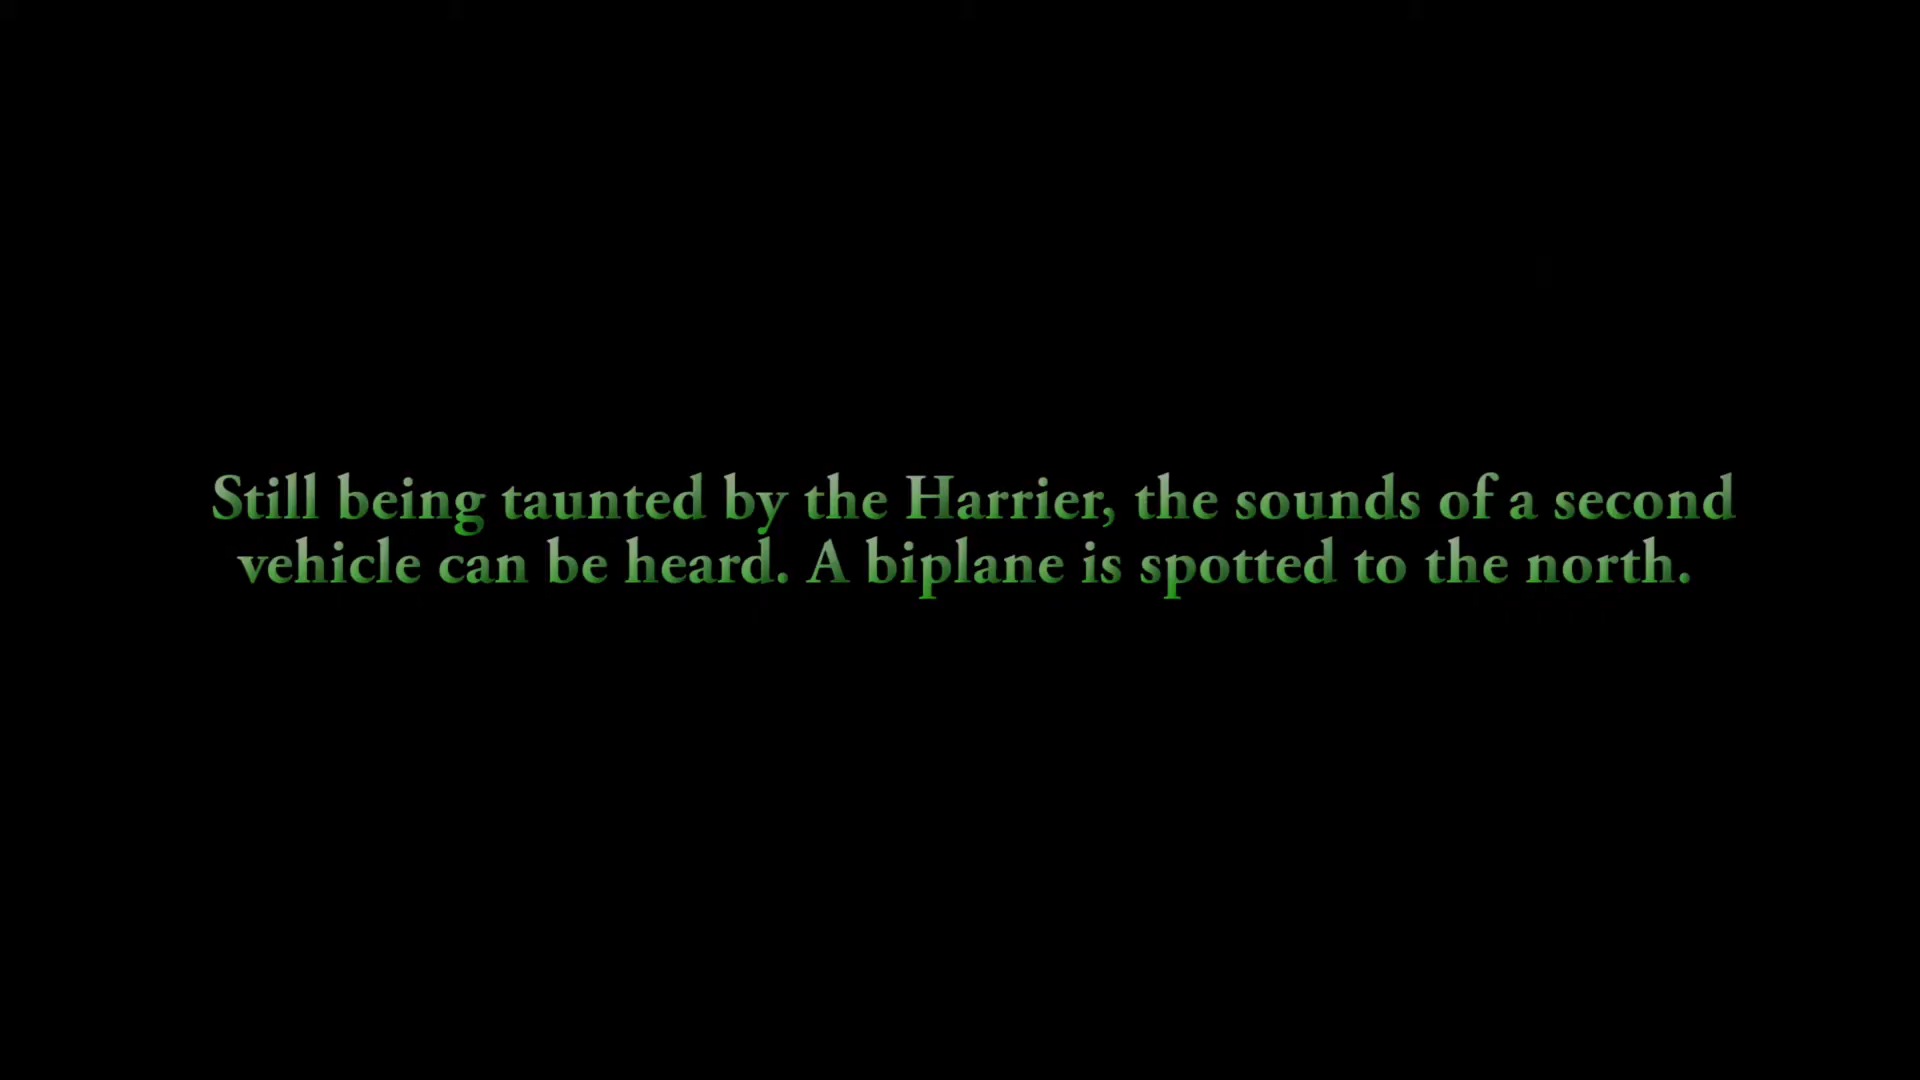 Still being taunted by the Harrier, the sounds of a second
vehicle can be heard. A biplane is spotted to the north.